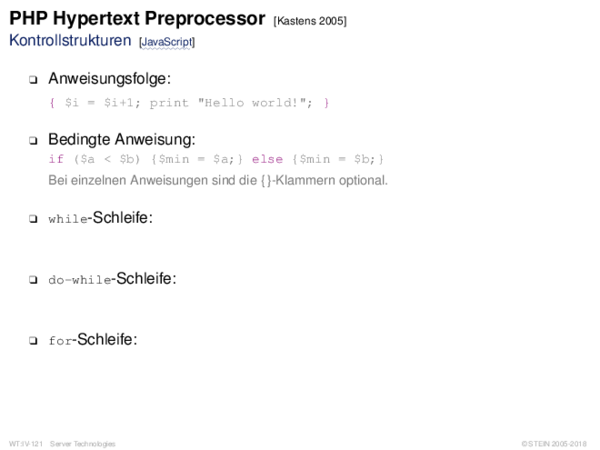 PHP Hypertext Preprocessor [Kastens 2005]
Kontrollstrukturen [JavaScript]
❑ Anweisungsfolge:
{ $i = $i+1; print "Hello world!"; }
❑ Bedingte Anweisung:
if ($a < $b) {$min = $a;} else {$min = $b;}
Bei einzelnen Anweisungen sind die {}-Klammern optional.
❑ while-Schleife:
❑ do-while-Schleife:
❑ for-Schleife:
WT:IV-121 Server Technologies © STEIN 2005-2018